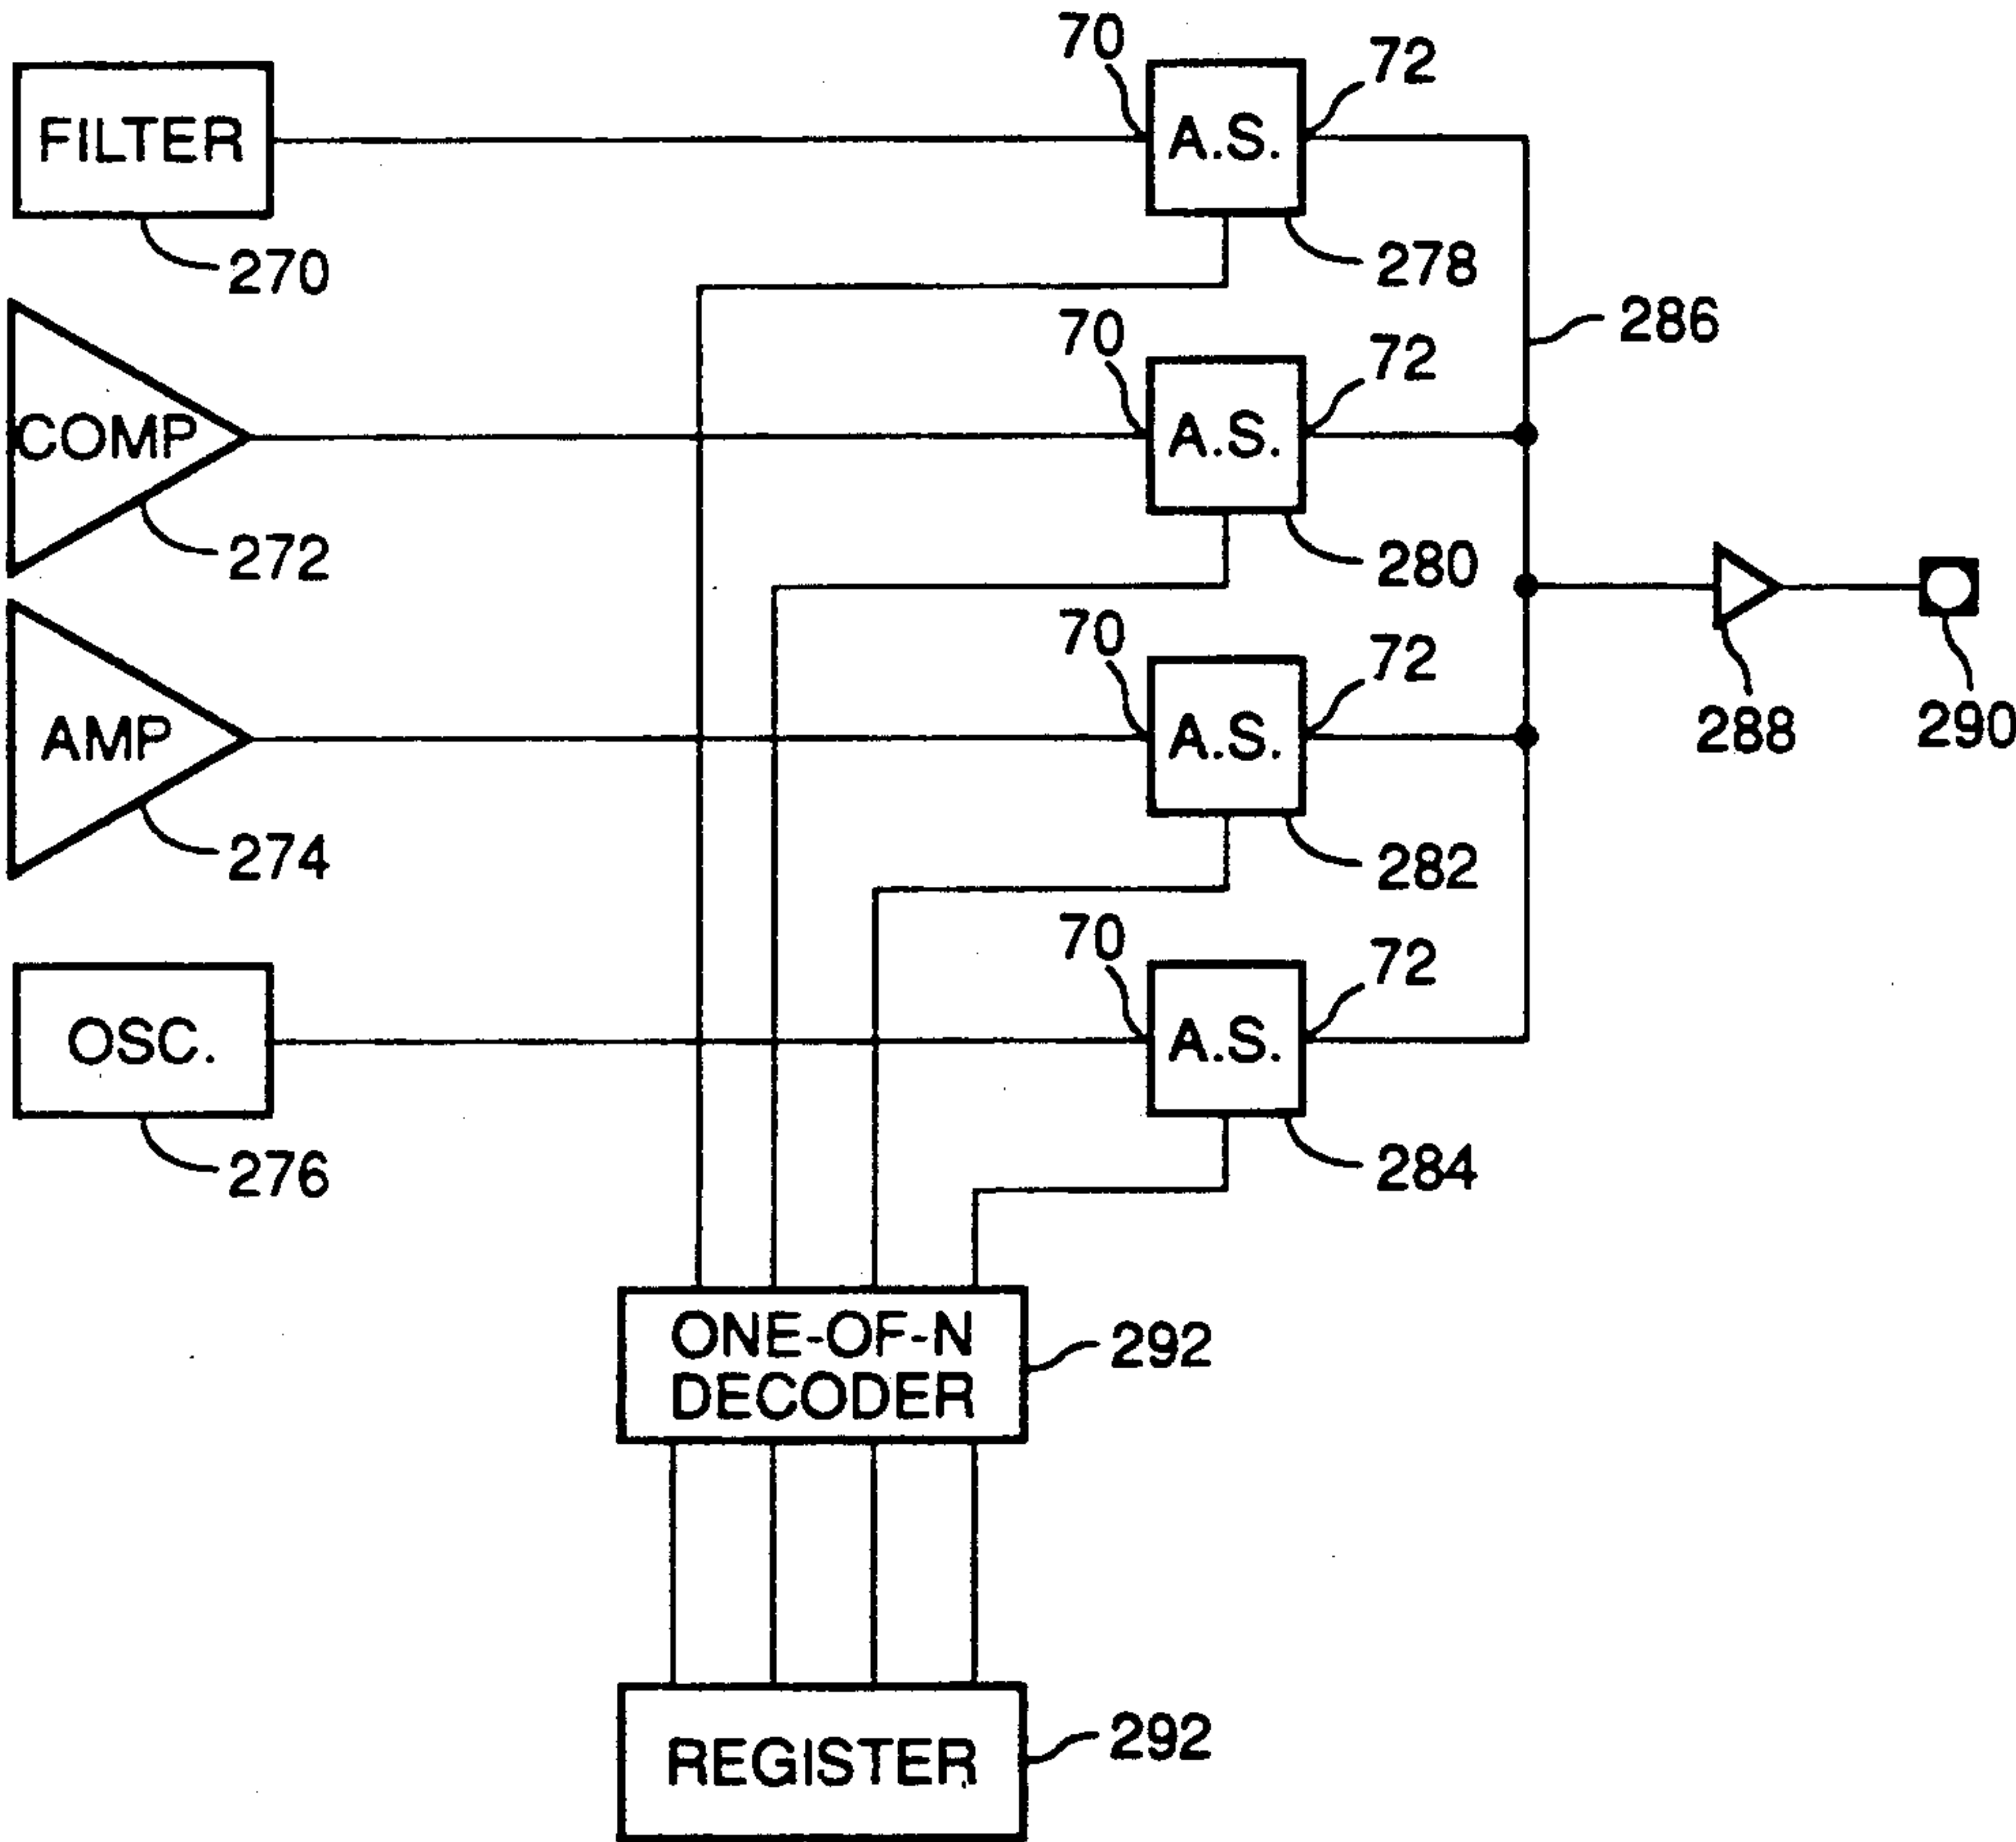 70
72
FILTER
A.S.
270
278
286
70
72
COMP
A.S.
272
280
70
72
AMP
A.S.
288
290
274
282
70
72
OSC.
A.S.
276
284
ONE-OF-N
DECODER
292
REGISTER
292